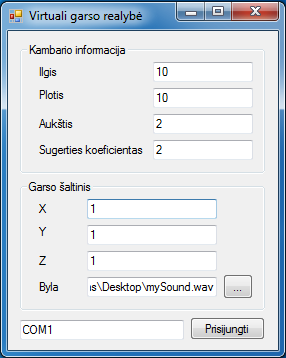 Virtuali garso realybė
Kambario informacija
Ilgis 10
Plotis 10
Aukštis 2
Sugerties koeficientas 2
Garso šaltinis
X 1
Y 1
Z 1
Byla ıs\Desktop\mySound.wav ...
COM1 Prisijungti